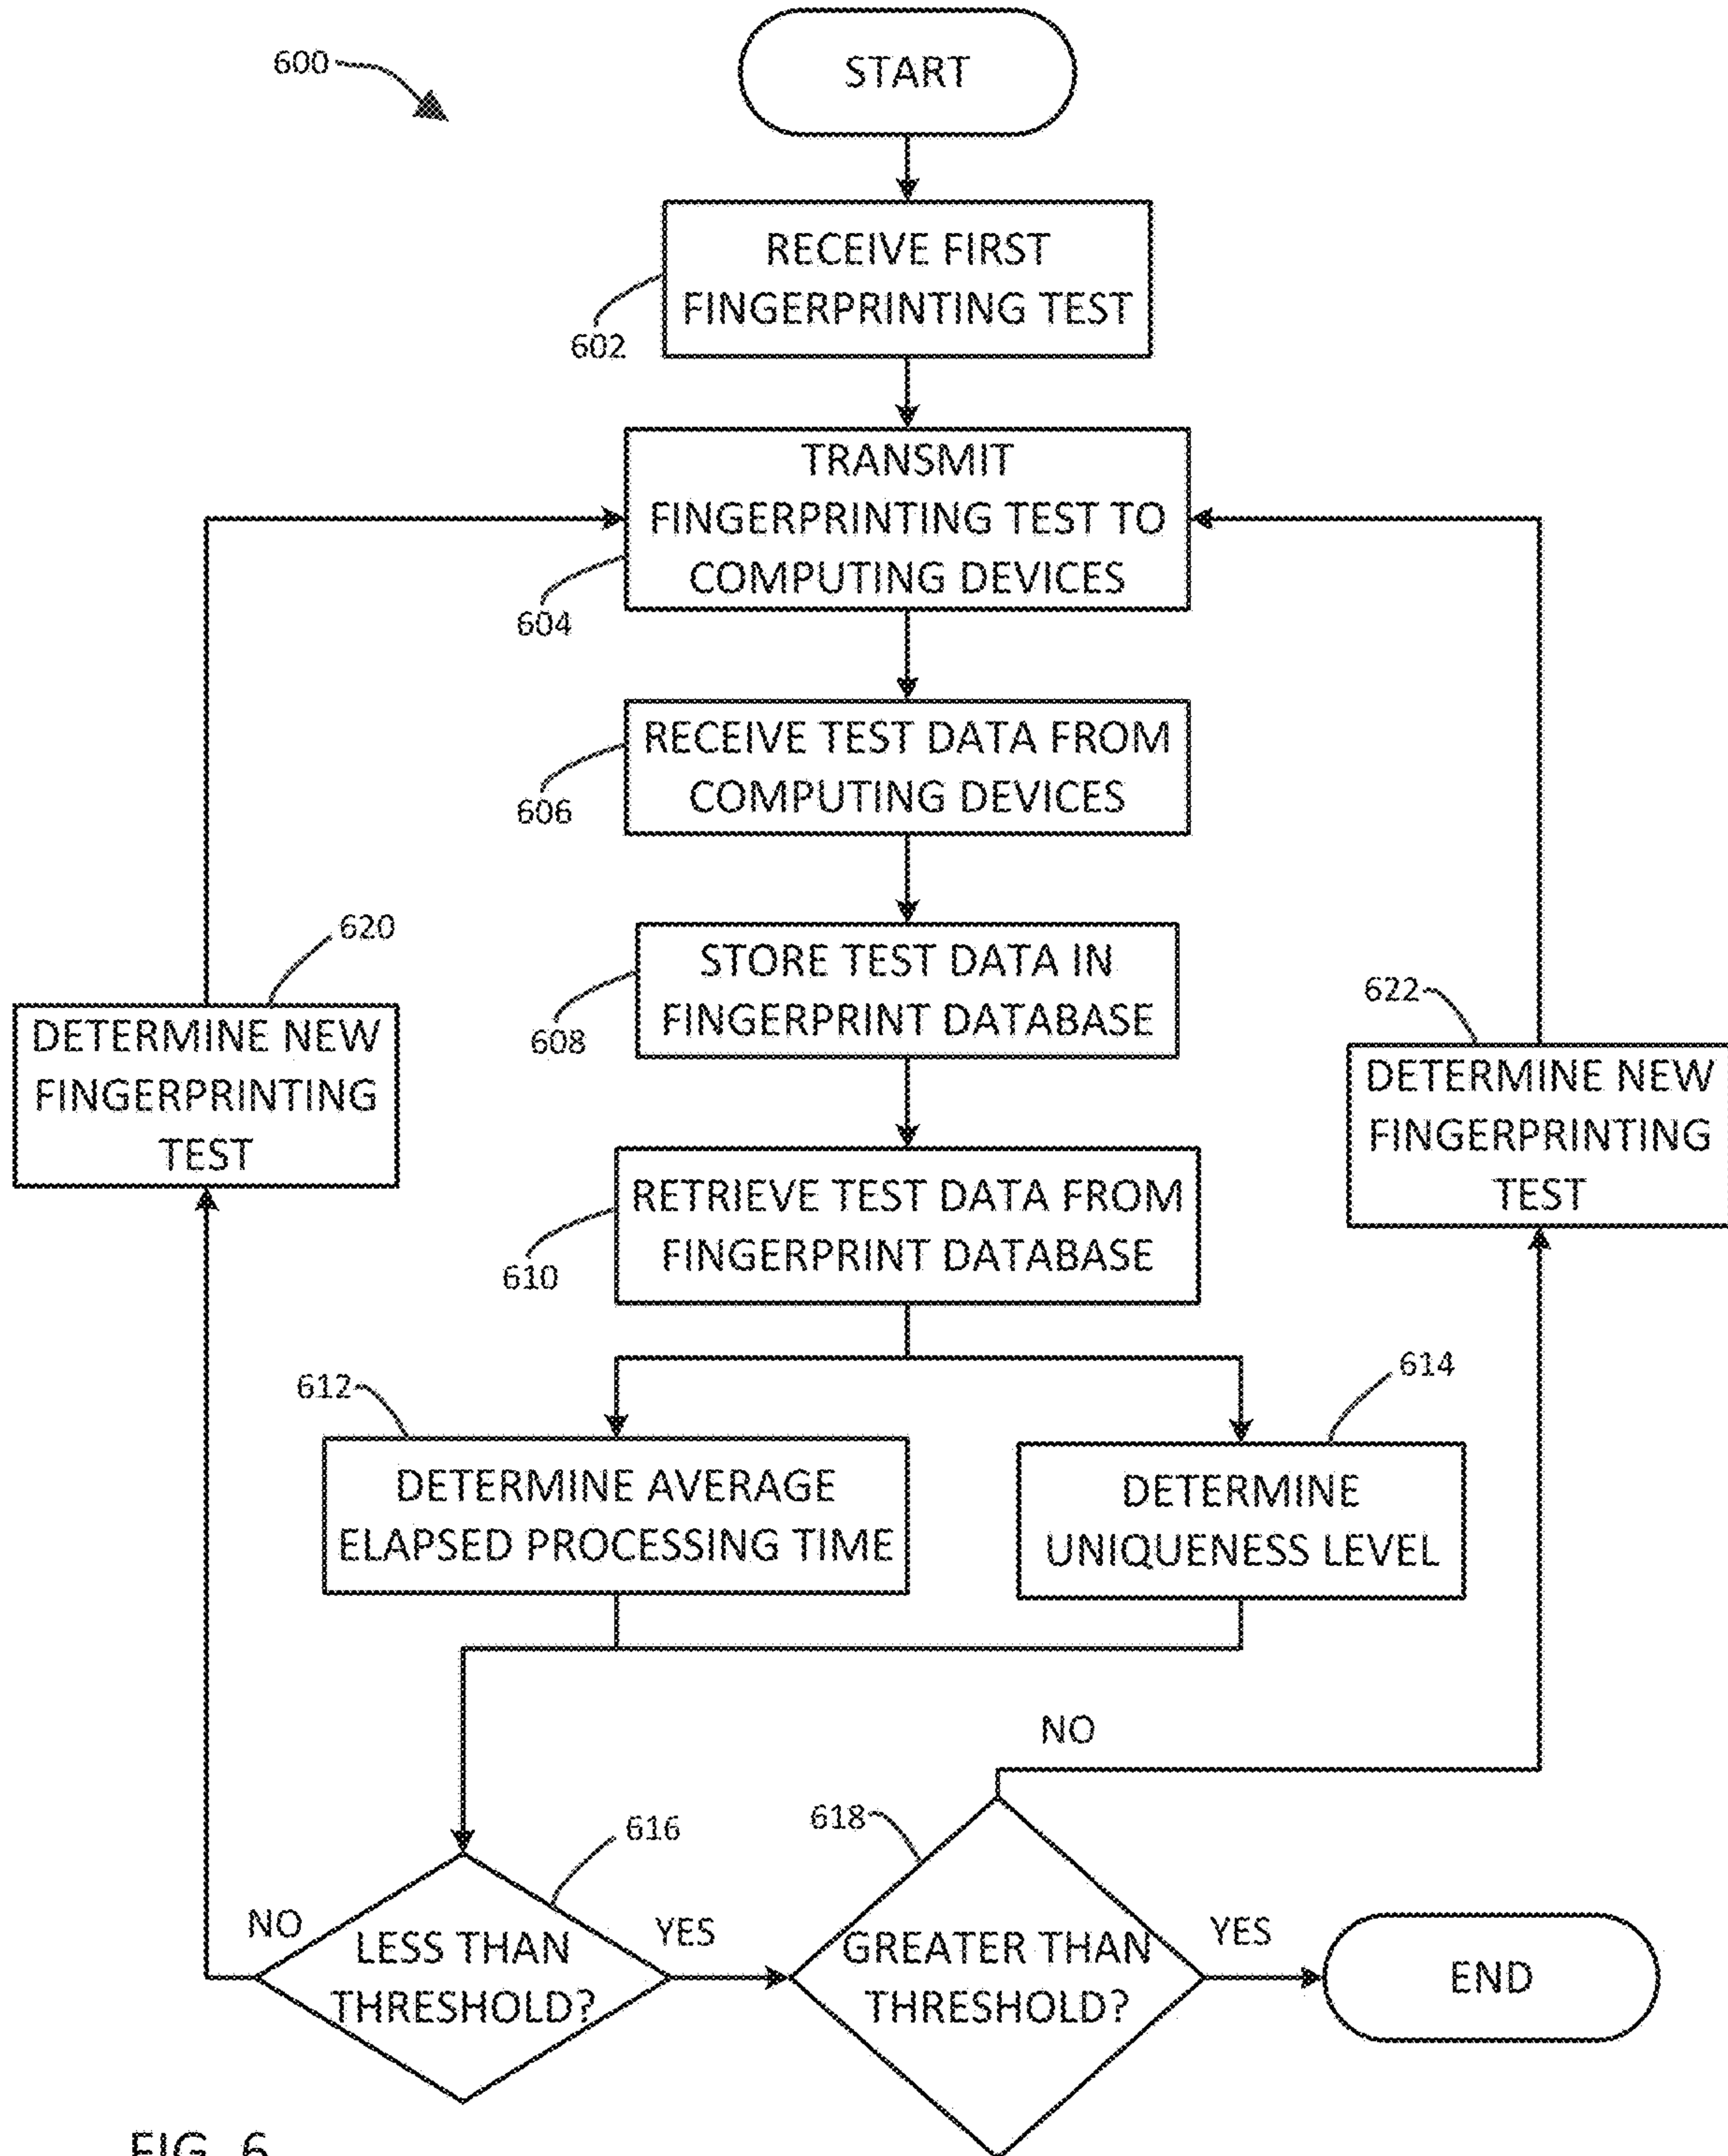 600
START
RECEIVE FIRST
FINGERPRINTING TEST
602
TRANSMIT
FINGERPRINTING TEST TO
COMPUTING DEVICES
604
RECEIVE TEST DATA FROM
COMPUTING DEVICES
606
STORE TEST DATA IN
FINGERPRINT DATABASE
608
620
DETERMINE NEW
FINGERPRINTING
TEST
622
DETERMINE NEW
FINGERPRINTING
TEST
RETRIEVE TEST DATA FROM
FINGERPRINT DATABASE
610
612
DETERMINE AVERAGE
ELAPSED PROCESSING TIME
614
DETERMINE
UNIQUENESS LEVEL
NO
616
618
NO
LESS THAN
THRESHOLD?
YES
GREATER THAN
THRESHOLD?
YES
END
FIG. 6